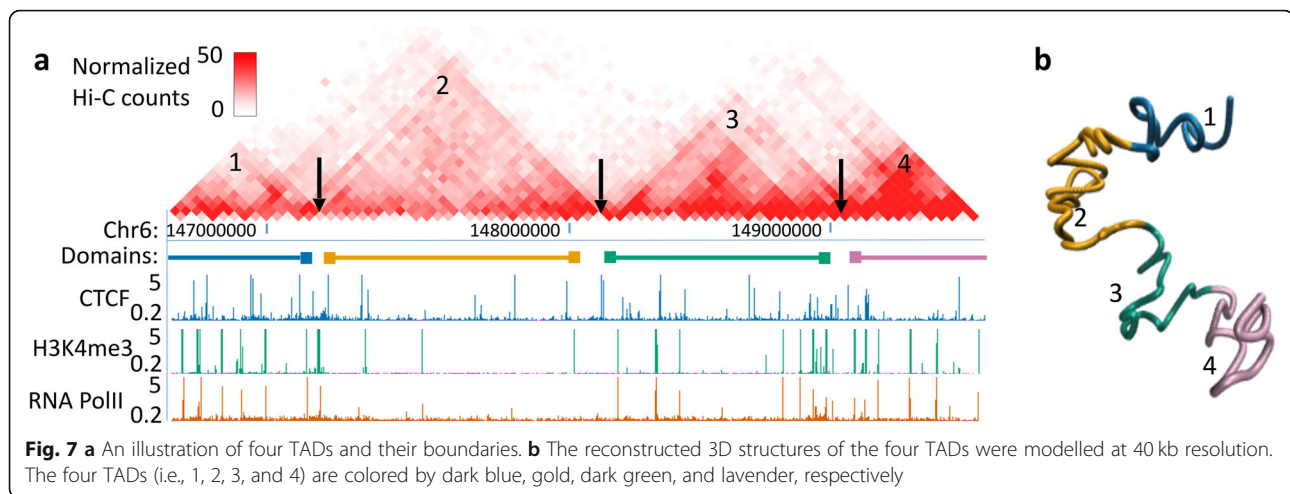 a
Normalized 50
Hi-C counts 0
1
2
3
4
b
1
2
3
4
Chr6: 147000000 148000000 149000000
Domains:
CTCF 5
0.2
H3K4me3 5
0.2
RNA PolII 5
0.2
Fig. 7 a An illustration of four TADs and their boundaries. b The reconstructed 3D structures of the four TADs were modelled at 40 kb resolution.
The four TADs (i.e., 1, 2, 3, and 4) are colored by dark blue, gold, dark green, and lavender, respectively